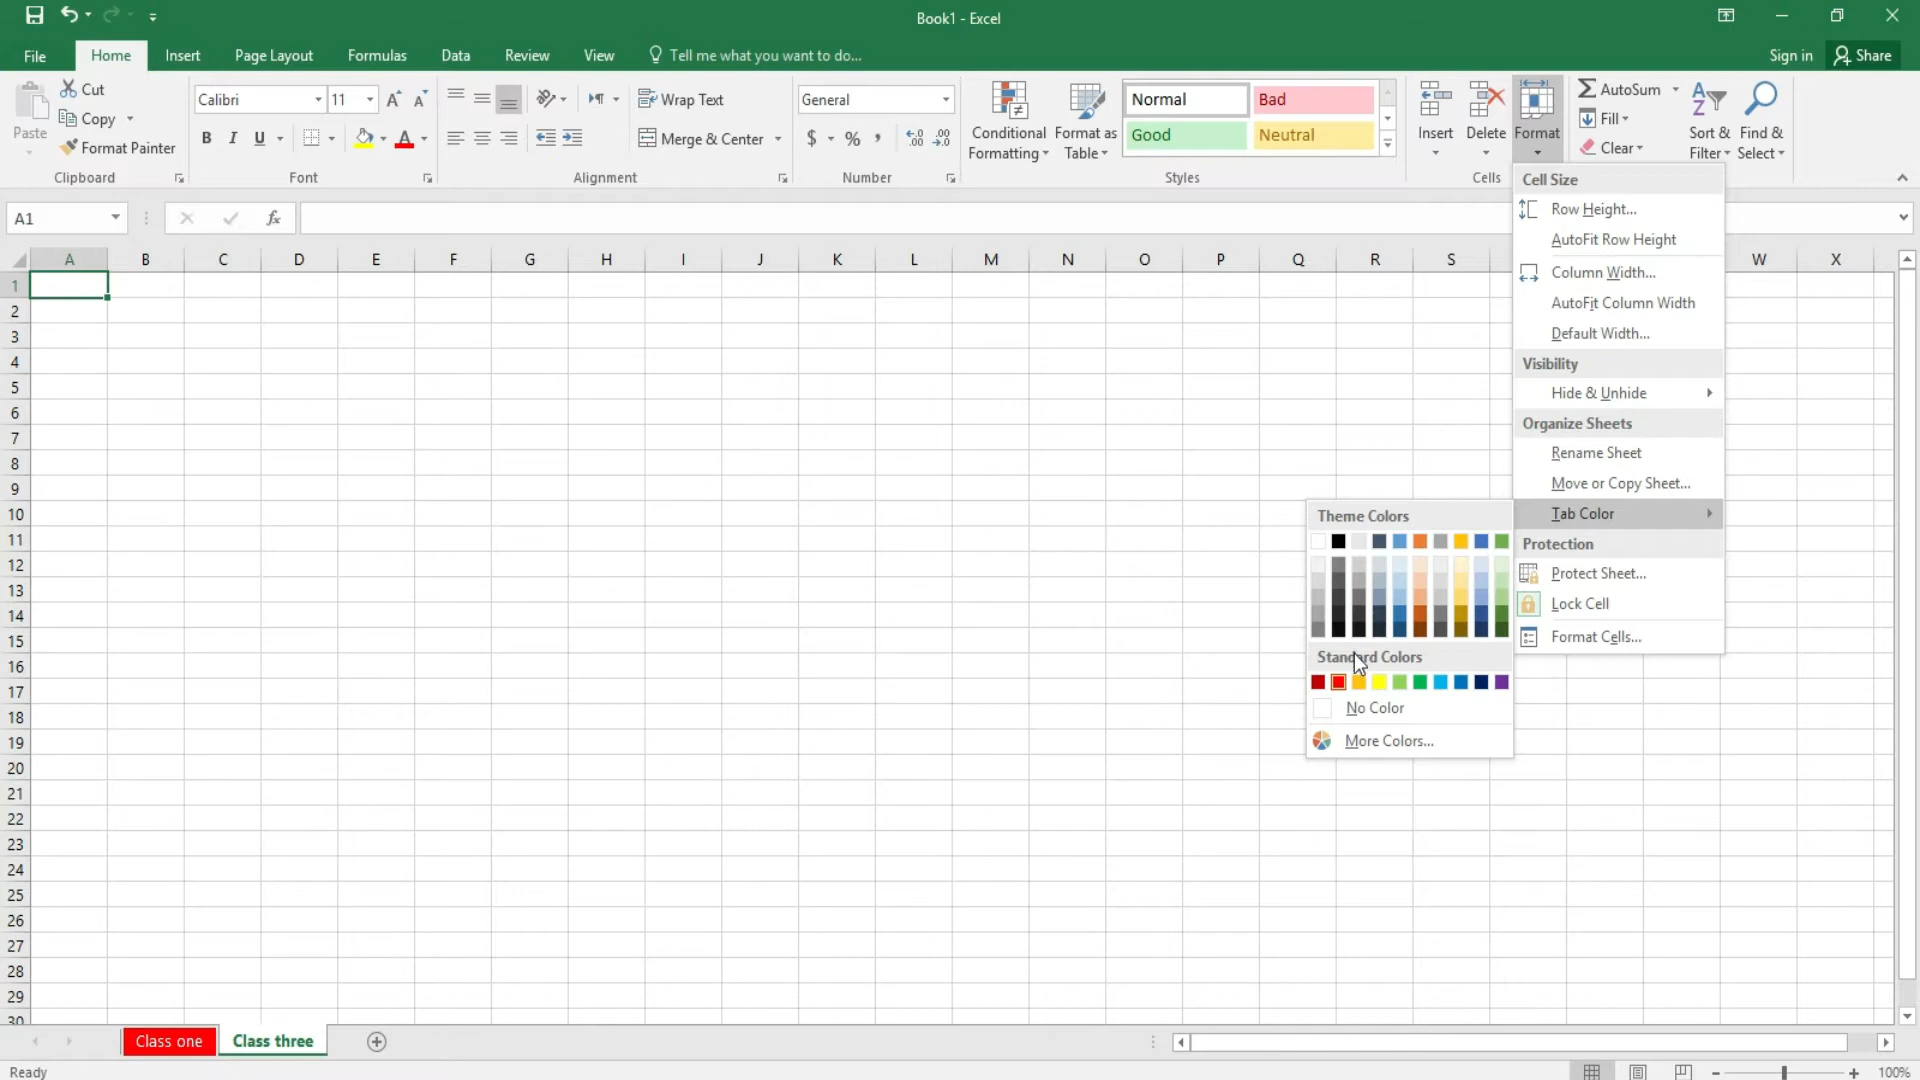 Book1 - Excel
File Home Insert Page Layout Formulas Data Review View Tell me what you want to do... Sign in Share
Paste
Cut
Copy
Format Painter
Clipboard
Calibri 11 A A
B I U A
Font
Wrap Text
Merge & Center
Alignment
General
$ % ,
Number
Conditional Formatting
Format as Table
Normal Bad
Good Neutral
Styles
Insert Delete Format
Cells
AutoSum
Fill
Clear
Sort & Filter
Find & Select
A1 fx
A B C D E F G H I J K L M N O P Q R S W X
1
2
3
4
5
6
7
8
9
10
11
12
13
14
15
16
17
18
19
20
21
22
23
24
25
26
27
28
29
30
Cell Size
Row Height...
AutoFit Row Height
Column Width...
AutoFit Column Width
Default Width...
Visibility
Hide & Unhide
Organize Sheets
Rename Sheet
Move or Copy Sheet...
Tab Color
Protection
Protect Sheet...
Lock Cell
Format Cells...
Theme Colors
Standard Colors
No Color
More Colors...
Class one Class three
Ready 100%